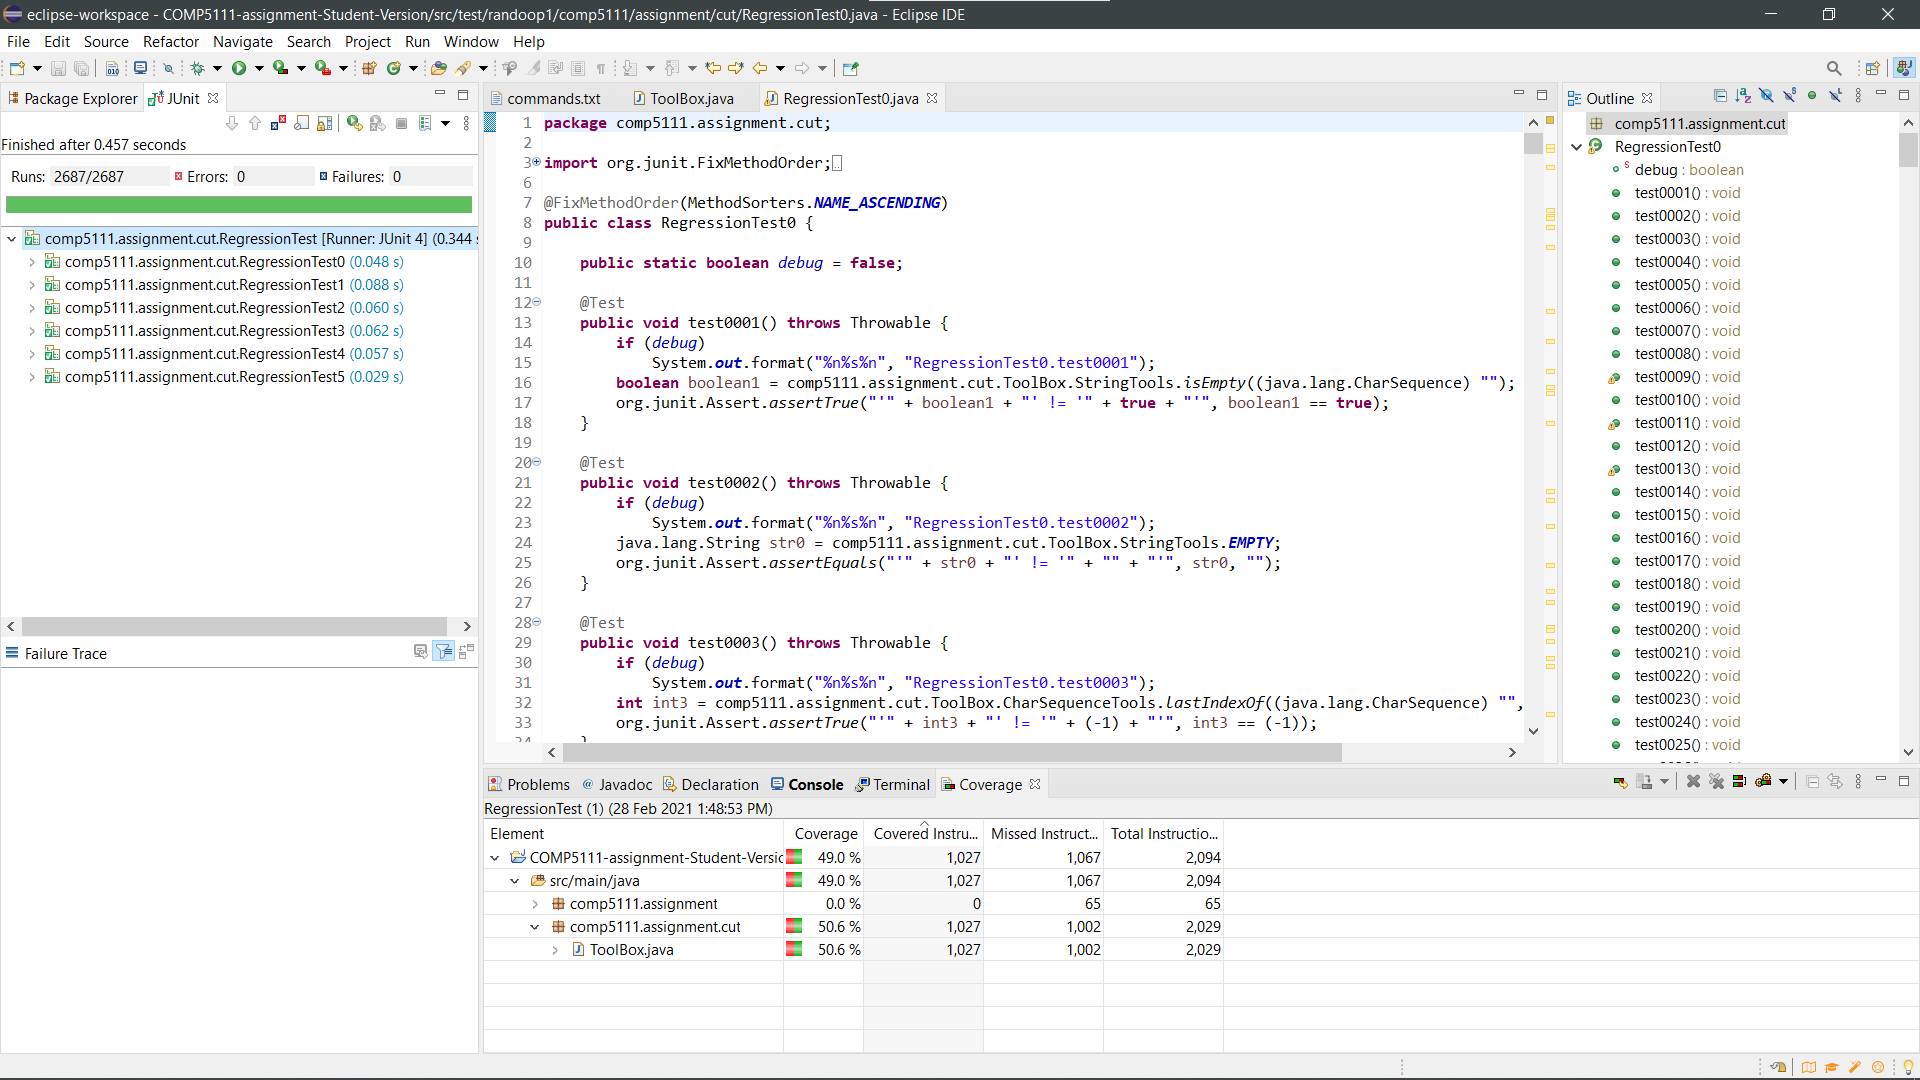 eclipse-workspace - COMP5111-assignment-Student-Version/src/test/randoop1/comp5111/assignment/cut/RegressionTest0.java - Eclipse IDE
File Edit Source Refactor Navigate Search Project Run Window Help
Package Explorer JUnit
Finished after 0.457 seconds
Runs: 2687/2687 Errors: 0 Failures: 0
comp5111.assignment.cut.RegressionTest [Runner: JUnit 4] (0.344 s
comp5111.assignment.cut.RegressionTest0 (0.048 s)
comp5111.assignment.cut.RegressionTest1 (0.088 s)
comp5111.assignment.cut.RegressionTest2 (0.060 s)
comp5111.assignment.cut.RegressionTest3 (0.062 s)
comp5111.assignment.cut.RegressionTest4 (0.057 s)
comp5111.assignment.cut.RegressionTest5 (0.029 s)
Failure Trace
commands.txt ToolBox.java RegressionTest0.java
1 package comp5111.assignment.cut;
2
3 import org.junit.FixMethodOrder;
6
7 @FixMethodOrder(MethodSorters.NAME_ASCENDING)
8 public class RegressionTest0 {
9
10 public static boolean debug = false;
11
12 @Test
13 public void test0001() throws Throwable {
14 if (debug)
15 System.out.format("%n%s%n", "RegressionTest0.test0001");
16 boolean boolean1 = comp5111.assignment.cut.ToolBox.StringTools.isEmpty((java.lang.CharSequence) "");
17 org.junit.Assert.assertTrue("'" + boolean1 + "' != '" + true + "'", boolean1 == true);
18 }
19
20 @Test
21 public void test0002() throws Throwable {
22 if (debug)
23 System.out.format("%n%s%n", "RegressionTest0.test0002");
24 java.lang.String str0 = comp5111.assignment.cut.ToolBox.StringTools.EMPTY;
25 org.junit.Assert.assertEquals("'" + str0 + "' != '" + "" + "'", str0, "");
26 }
27
28 @Test
29 public void test0003() throws Throwable {
30 if (debug)
31 System.out.format("%n%s%n", "RegressionTest0.test0003");
32 int int3 = comp5111.assignment.cut.ToolBox.CharSequenceTools.lastIndexOf((java.lang.CharSequence) "",
33 org.junit.Assert.assertTrue("'" + int3 + "' != '" + (-1) + "'", int3 == (-1));
34 }
Outline
comp5111.assignment.cut
RegressionTest0
debug : boolean
test0001() : void
test0002() : void
test0003() : void
test0004() : void
test0005() : void
test0006() : void
test0007() : void
test0008() : void
test0009() : void
test0010() : void
test0011() : void
test0012() : void
test0013() : void
test0014() : void
test0015() : void
test0016() : void
test0017() : void
test0018() : void
test0019() : void
test0020() : void
test0021() : void
test0022() : void
test0023() : void
test0024() : void
test0025() : void
Problems Javadoc Declaration Console Terminal Coverage
RegressionTest (1) (28 Feb 2021 1:48:53 PM)
Element Coverage Covered Instru... Missed Instruct... Total Instructio...
COMP5111-assignment-Student-Versic 49.0 % 1,027 1,067 2,094
src/main/java 49.0 % 1,027 1,067 2,094
comp5111.assignment 0.0 % 0 65 65
comp5111.assignment.cut 50.6 % 1,027 1,002 2,029
ToolBox.java 50.6 % 1,027 1,002 2,029